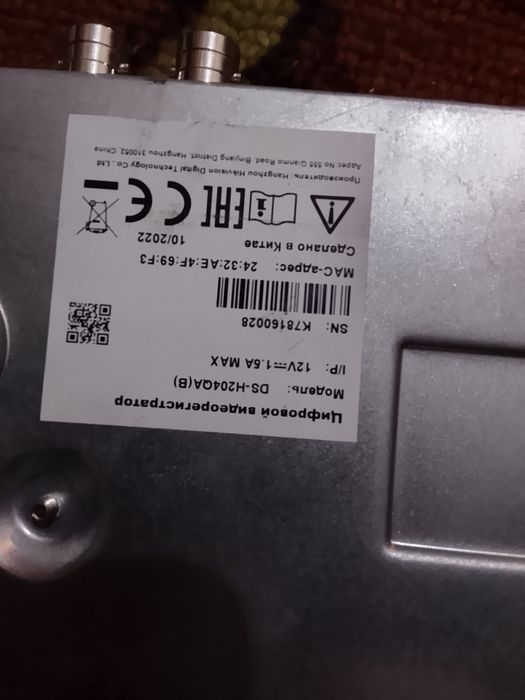 Цифровой видеорегистратор
Модель: DS-H204QA(B)
I/P: 12V⎓1.5A MAX
SN: K78160028
MAC-адрес: 24:32:AE:4F:69:F3
Сделано в Китае 10/2022
Производитель: Hangzhou Hikvision Digital Technology Co., Ltd.
Адрес: No.555 Qianmo Road, Binjiang District, Hangzhou 310052, China